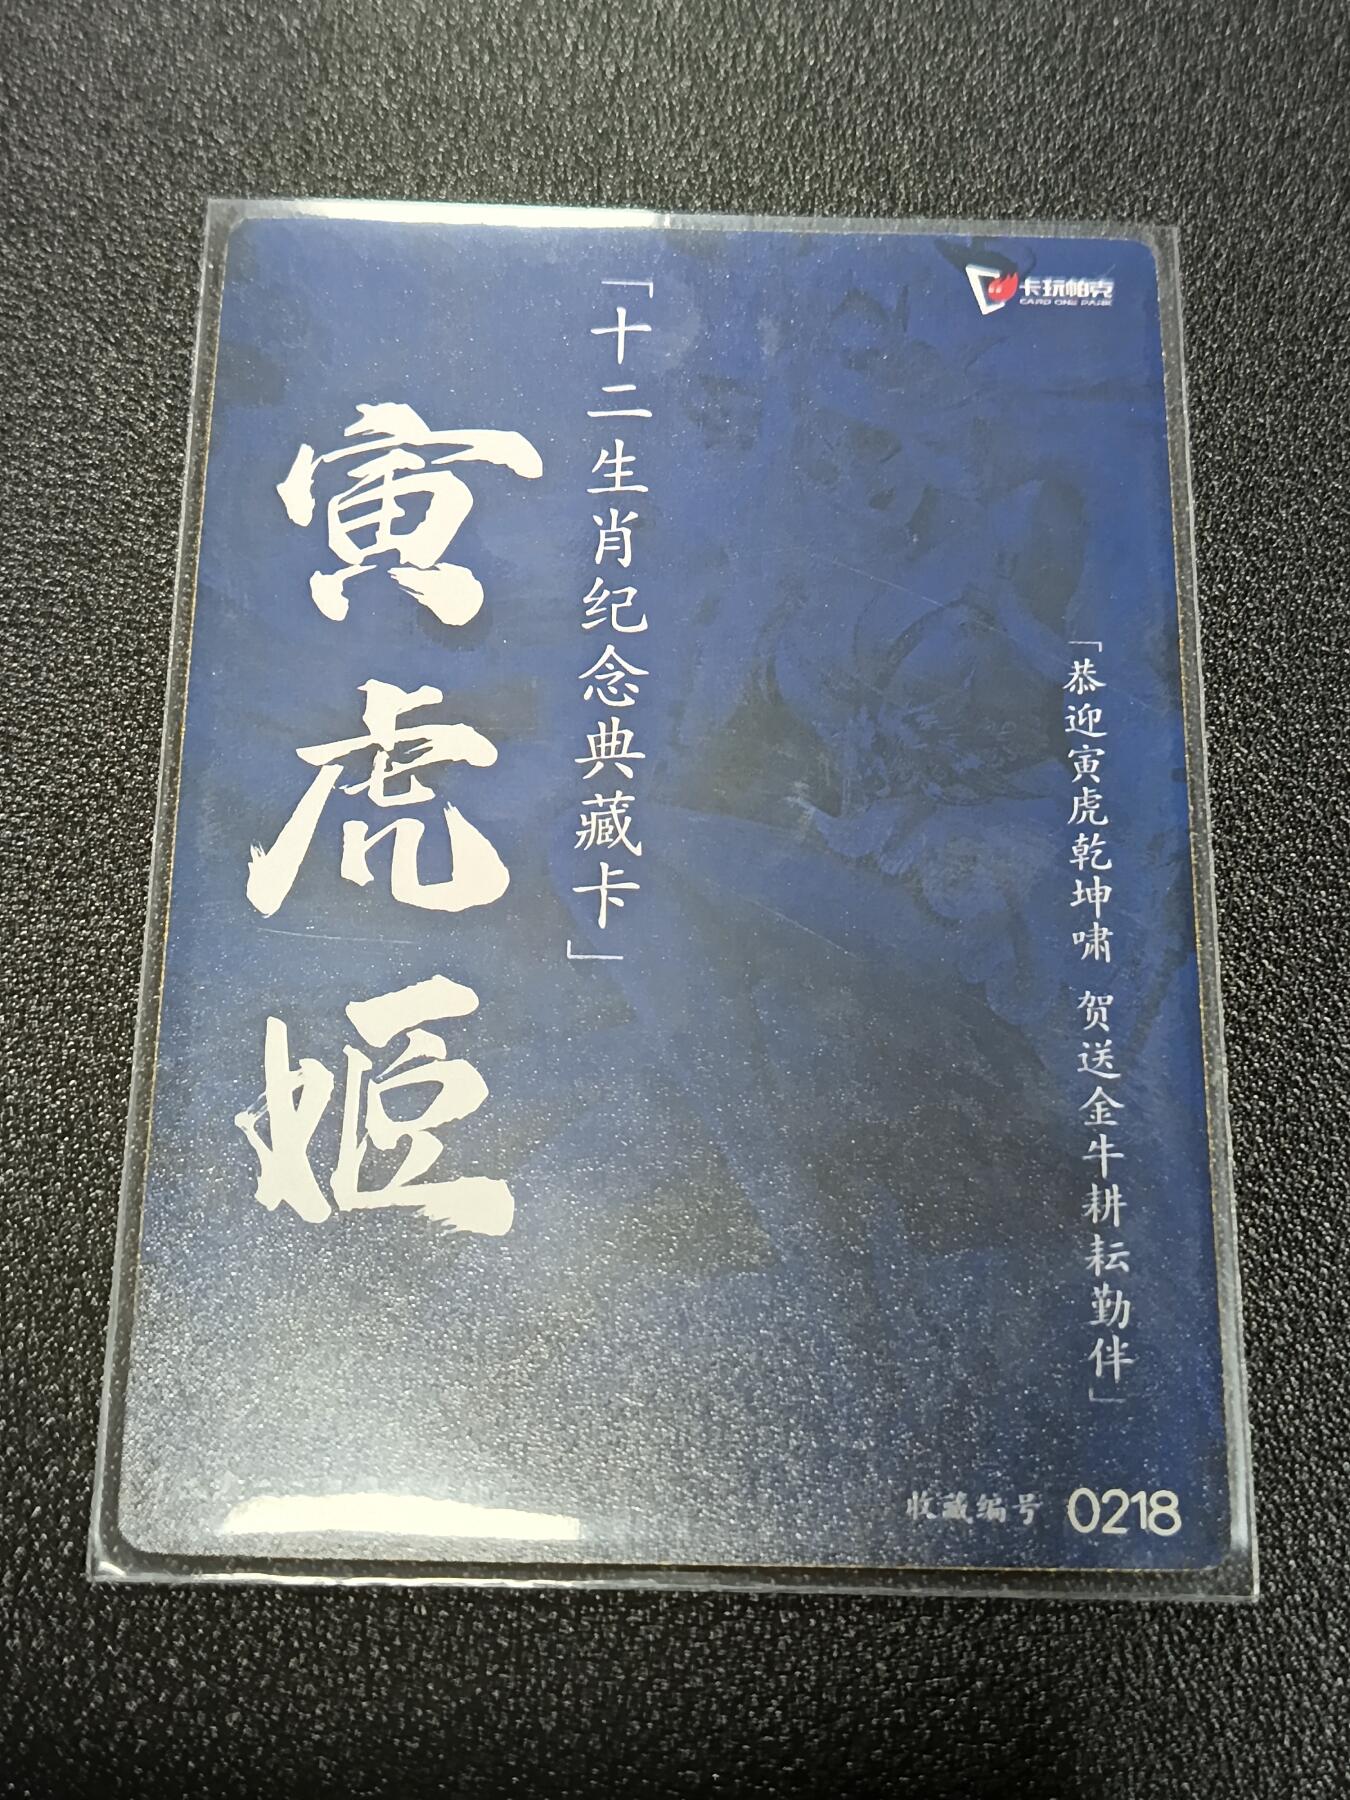 卡玩帕克
CARD ONE PARK
「十二生肖纪念典藏卡」
寅虎姬
「恭迎寅虎乾坤啸 贺送金牛耕耘勤伴」
收藏编号 0218